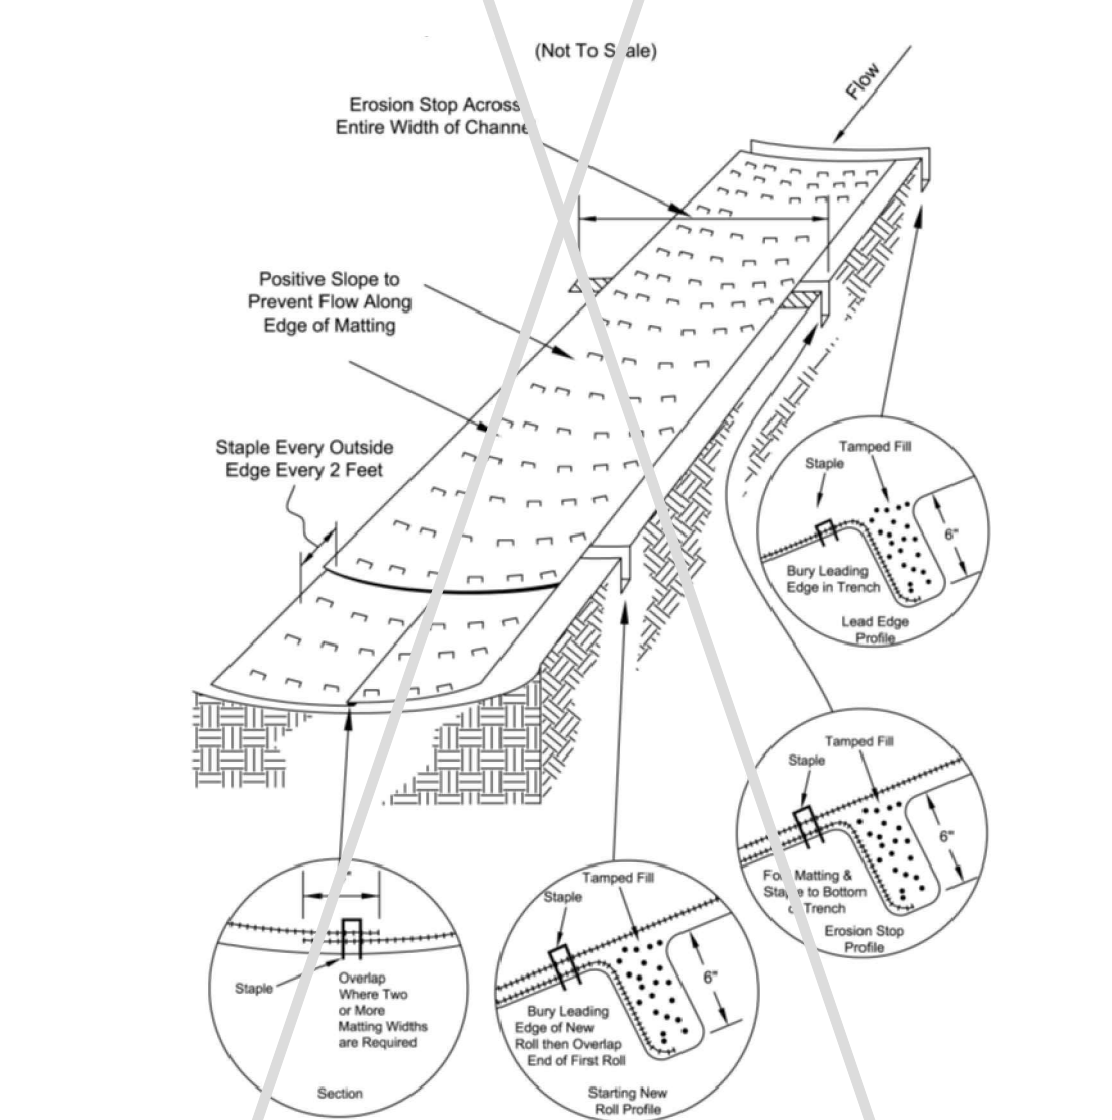 (Not To S ale)
Flow
Erosion Stop Across
Entire Width of Channe
Positive Slope to
Prevent Flow Along
Edge of Matting
Staple Every Outside
Edge Every 2 Feet
Tamped Fill
Staple
6"
Bury Leading
Edge in Trench
Lead Edge
Profile
Tamped Fill
Staple
6"
Fol Matting &
Sta e to Bottom
o Trench
Erosion Stop
Profile
"
Staple
Overlap
Where Two
or More
Matting Widths
are Required
Section
Tamped Fill
Staple
6"
Bury Leading
Edge of New
Roll then Overlap
End of First Roll
Starting New
Roll Profile